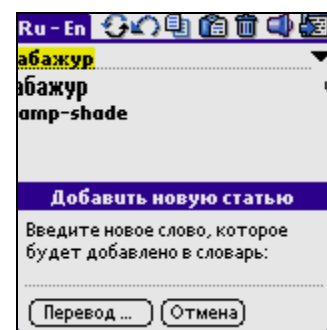 Ru - En
абажур
абажур
amp-shade
Добавить новую статью
Введите новое слово, которое
будет добавлено в словарь:
Перевод ...
Отмена